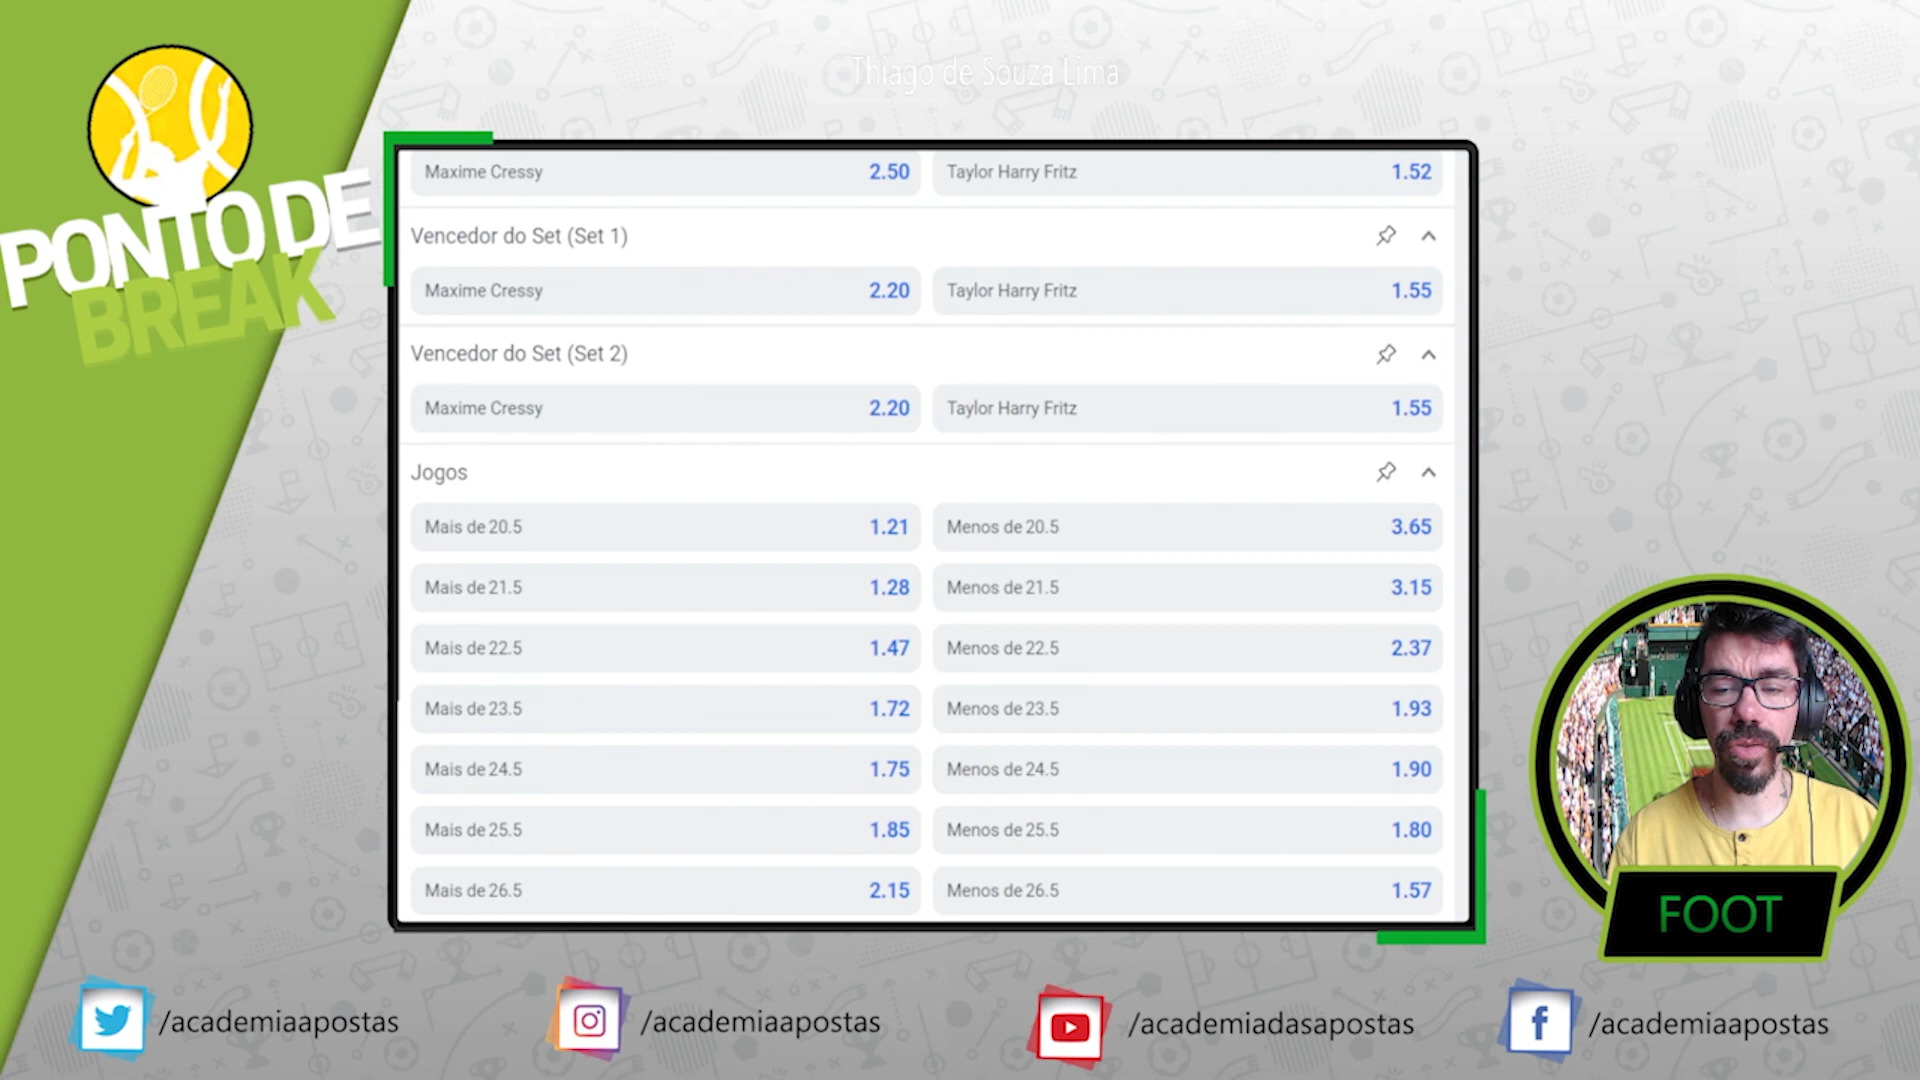 Thiago de Souza Lima
PONTO DE
BREAK
Maxime Cressy 2.50 Taylor Harry Fritz 1.52
Vencedor do Set (Set 1)
Maxime Cressy 2.20 Taylor Harry Fritz 1.55
Vencedor do Set (Set 2)
Maxime Cressy 2.20 Taylor Harry Fritz 1.55
Jogos
Mais de 20.5 1.21 Menos de 20.5 3.65
Mais de 21.5 1.28 Menos de 21.5 3.15
Mais de 22.5 1.47 Menos de 22.5 2.37
Mais de 23.5 1.72 Menos de 23.5 1.93
Mais de 24.5 1.75 Menos de 24.5 1.90
Mais de 25.5 1.85 Menos de 25.5 1.80
Mais de 26.5 2.15 Menos de 26.5 1.57
FOOT
/academiaapostas /academiaapostas /academiadasapostas /academiaapostas